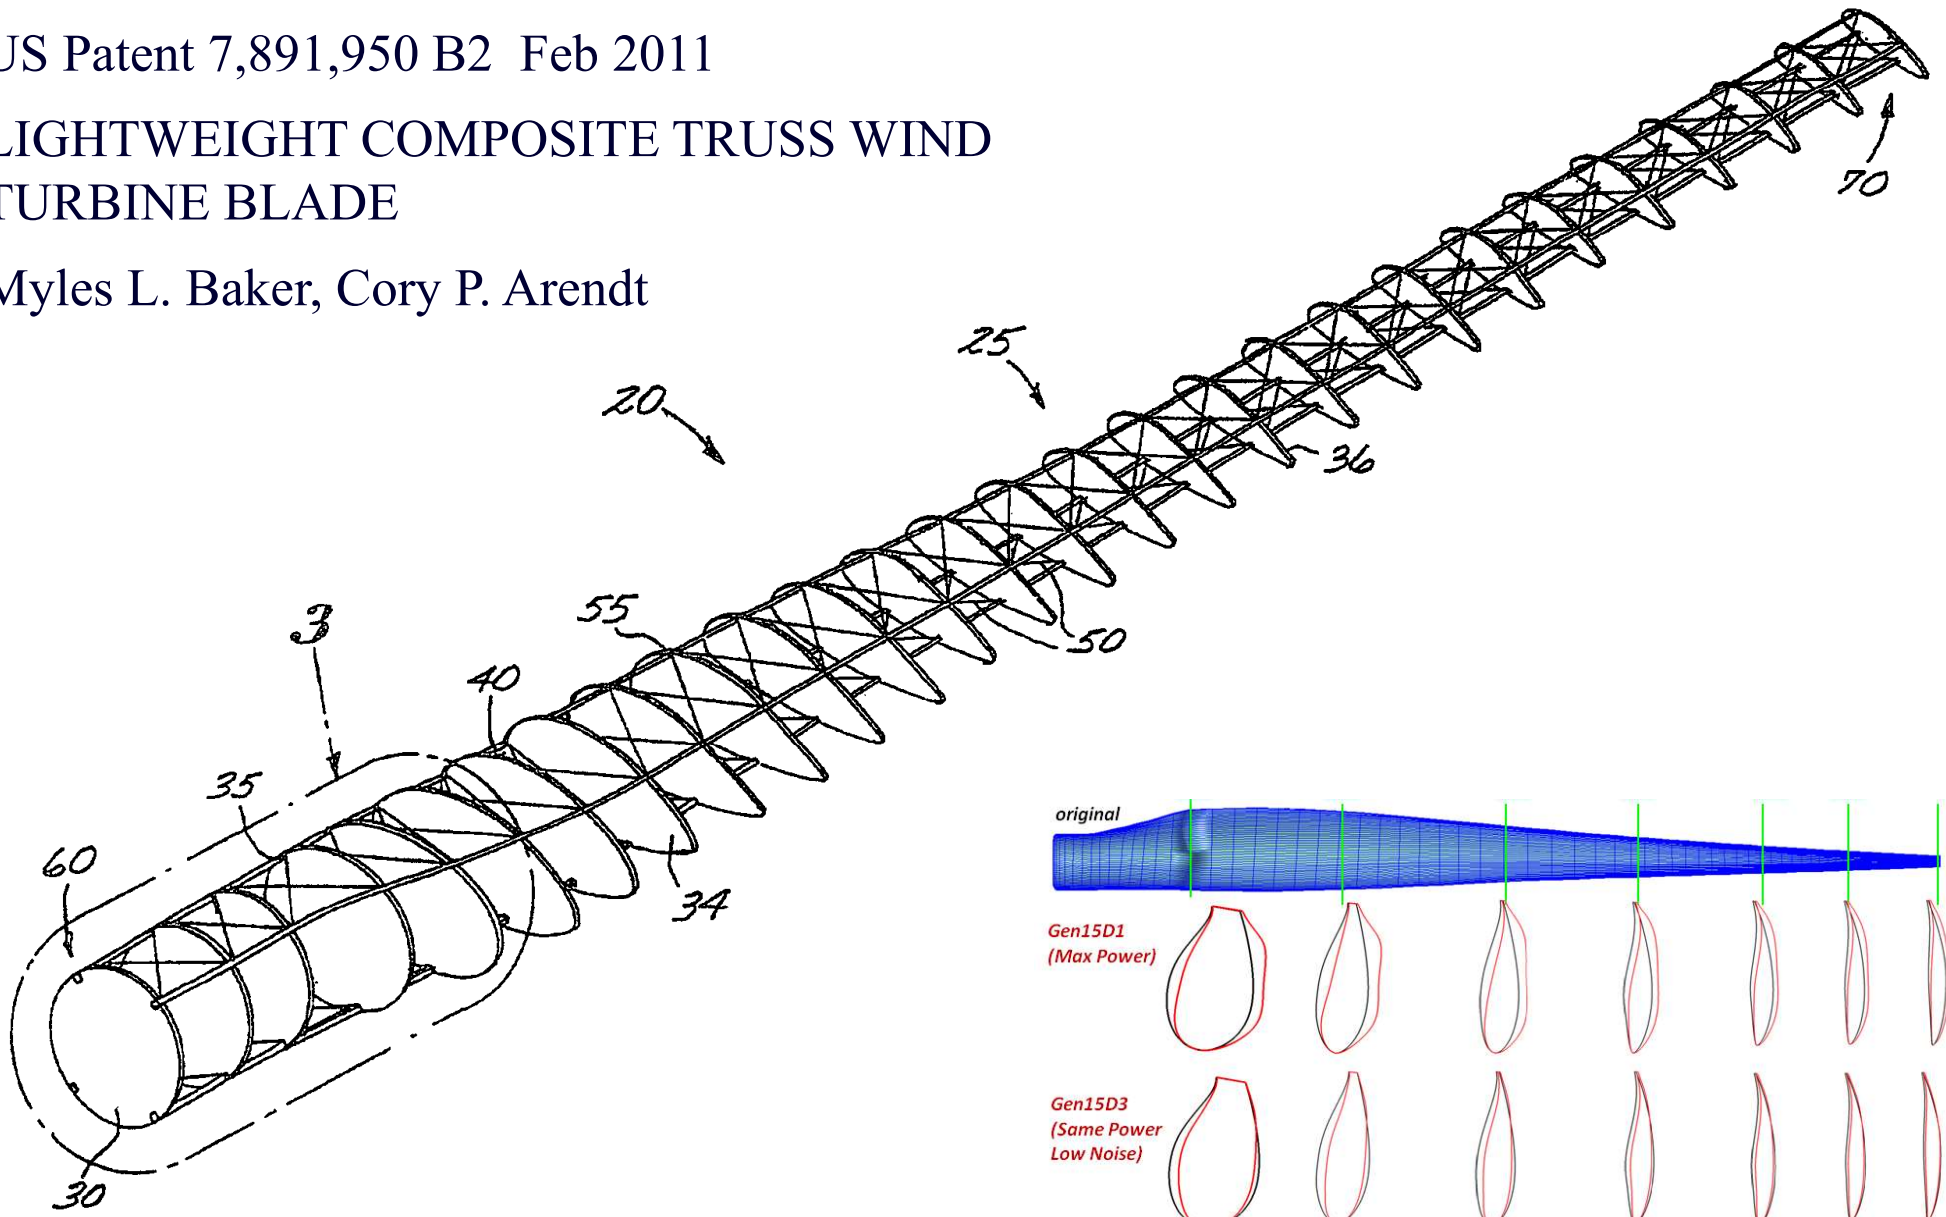 US Patent 7,891,950 B2 Feb 2011
LIGHTWEIGHT COMPOSITE TRUSS WIND
TURBINE BLADE
Myles L. Baker, Cory P. Arendt
70
25
20
36
55
50
3
40
35
60
34
30
original
Gen15D1
(Max Power)
Gen15D3
(Same Power
Low Noise)